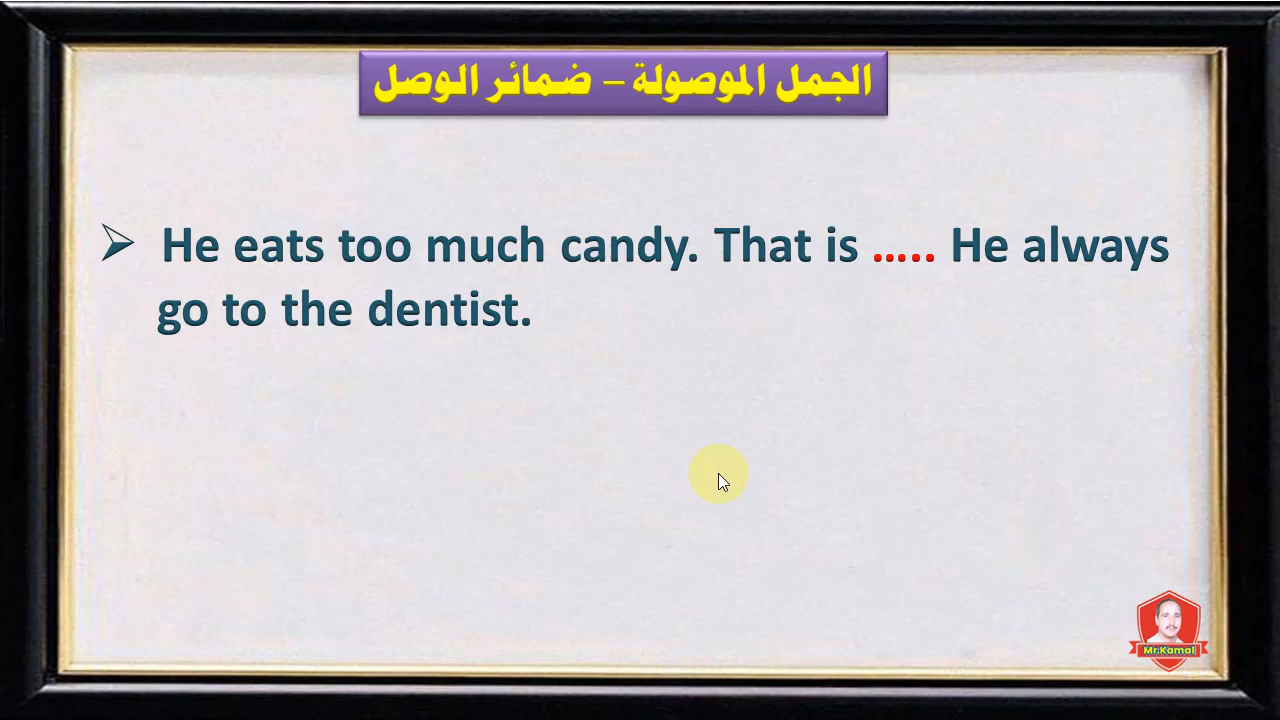 الجمل الموصولة – ضمائر الوصل
➢ He eats too much candy. That is ….. He always
go to the dentist.
Mr.Kamal